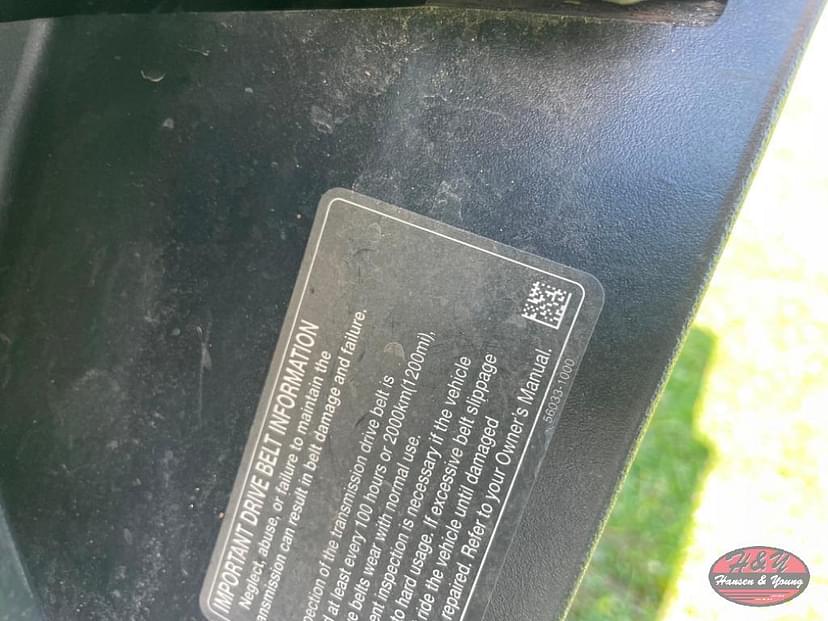 IMPORTANT DRIVE BELT INFORMATION
Neglect, abuse, or failure to maintain the
ansmission can result in belt damage and failure.
pection of the transmission drive belt is
d at least every 100 hours or 2000km(1200mi),
e belts wear with normal use.
ent inspection is necessary if the vehicle
to hard usage. If excessive belt slippage
ride the vehicle until damaged
repaired. Refer to your Owner's Manual.
56033-1000
H&Y
Hansen & Young